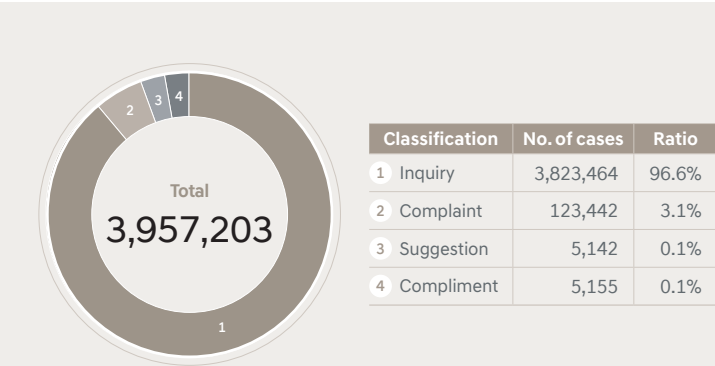 4
3
2
Total
3,957,203
1
Classification No. of cases Ratio
1 Inquiry 3,823,464 96.6%
2 Complaint 123,442 3.1%
3 Suggestion 5,142 0.1%
4 Compliment 5,155 0.1%